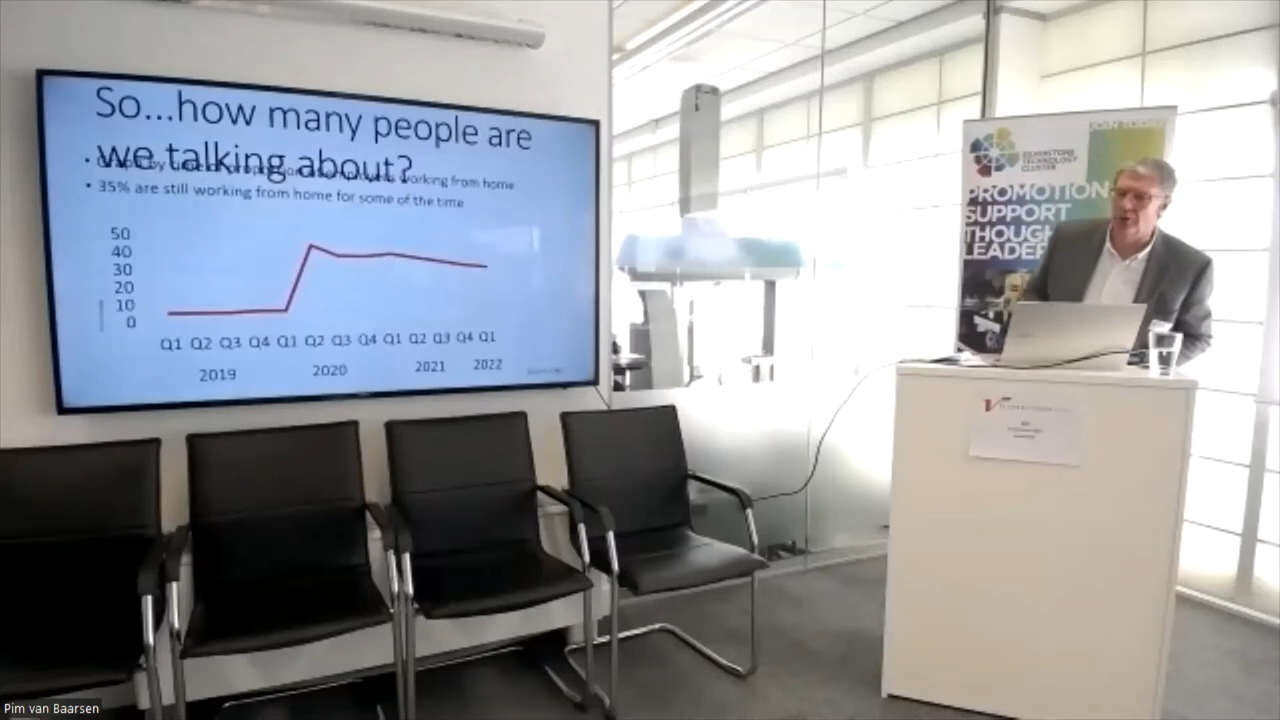 So...how many people are
we talking about?
working from home
• 35% are still working from home for some of the time
50
40
30
20
10
0
Q1 Q2 Q3 Q4 Q1 Q2 Q3 Q4 Q1 Q2 Q3 Q4 Q1
2019 2020 2021 2022
JOIN TODAY
TECHNOLOGY
CLUSTER
PROMOTION
SUPPORT
THOUGH
LEADER
Pim van Baarsen